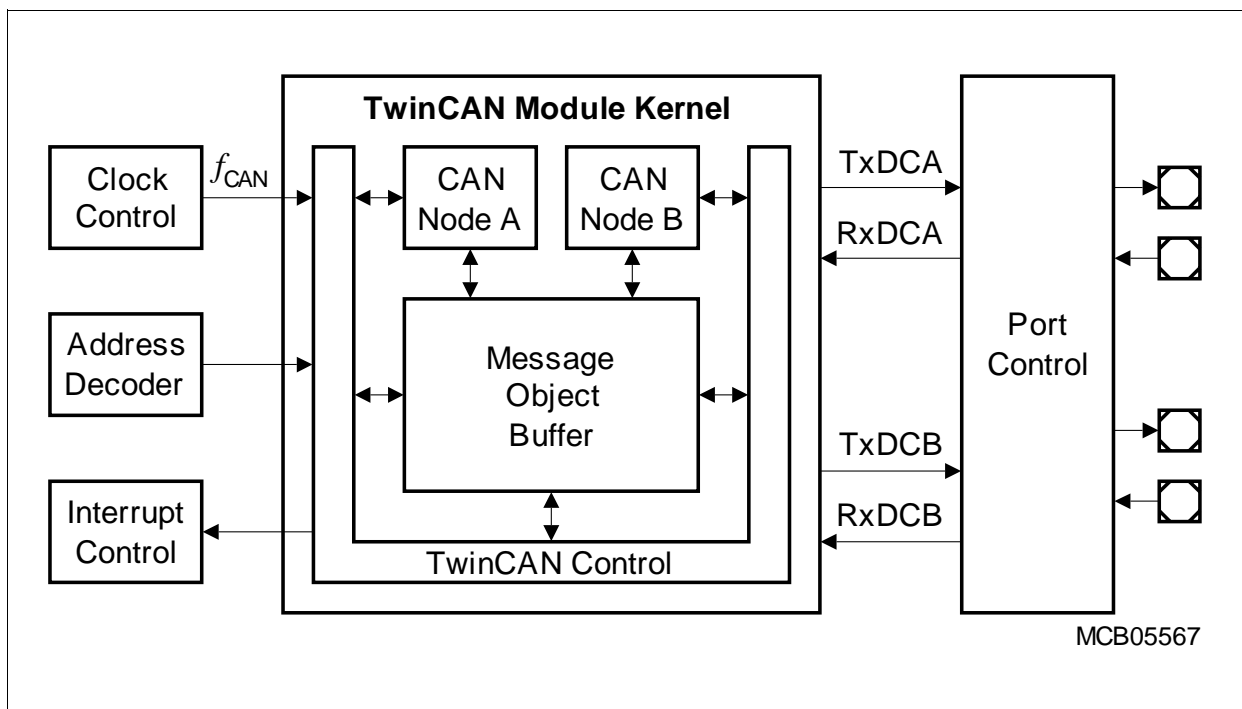 TwinCAN Module Kernel
Clock
Control
fCAN
CAN
Node A
CAN
Node B
TxDCA
RxDCA
Address
Decoder
Message
Object
Buffer
Port
Control
Interrupt
Control
TxDCB
RxDCB
TwinCAN Control
MCB05567